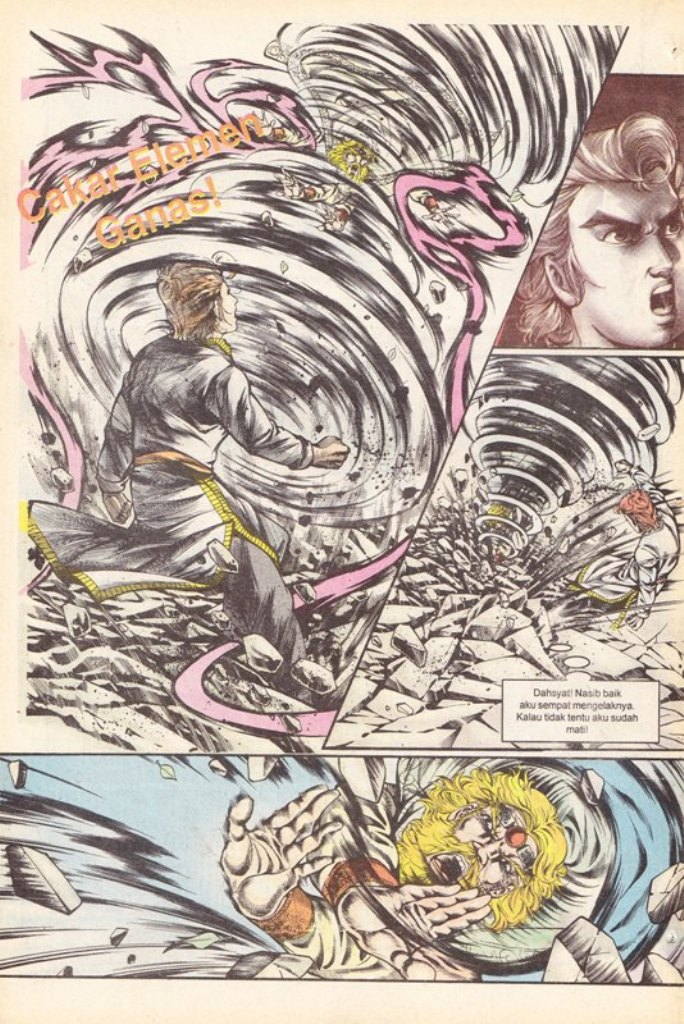 Cakar Elemen
Ganas!
Dahsyat! Nasib baik
aku sempat mengelaknya.
Kalau tidak tentu aku sudah
mati!